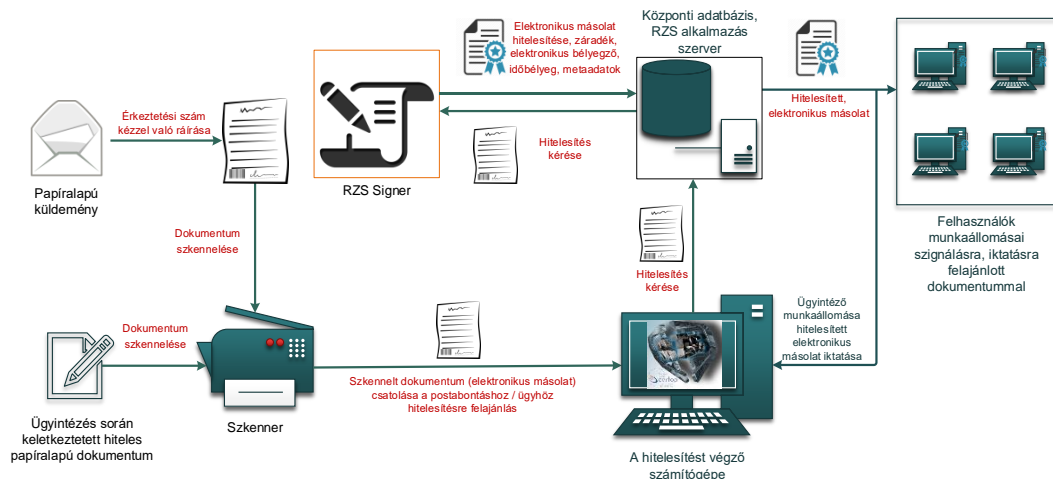 Elektronikus másolat
hitelesítése, záradék,
elektronikus bélyegző,
időbélyeg, metaadatok
Központi adatbázis,
RZS alkalmazás
szerver
Érkeztetési szám
kézzel való ráírása
Hitelesített,
elektronikus másolat
Hitelesítés
kérése
Papíralapú
küldemény
RZS Signer
Felhasználók
munkaállomásai
szignálásra, iktatásra
felajánlott
dokumentummal
Dokumentum
szkennelése
Hitelesítés
kérése
Dokumentum
szkennelése
Ügyintéző
munkaállomása
hitelesített
elektronikus
másolat iktatása
Szkennelt dokumentum (elektronikus másolat)
csatolása a postabontáshoz / ügyhöz
hitelesítésre felajánlás
Ügyintézés során
keletkeztetett hiteles
papíralapú dokumentum
Szkenner
A hitelesítést végző
számítógépe